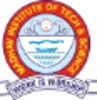 MADHAV INSTITUTE OF TECH & SCIENCE
WORK IS WORSHIP